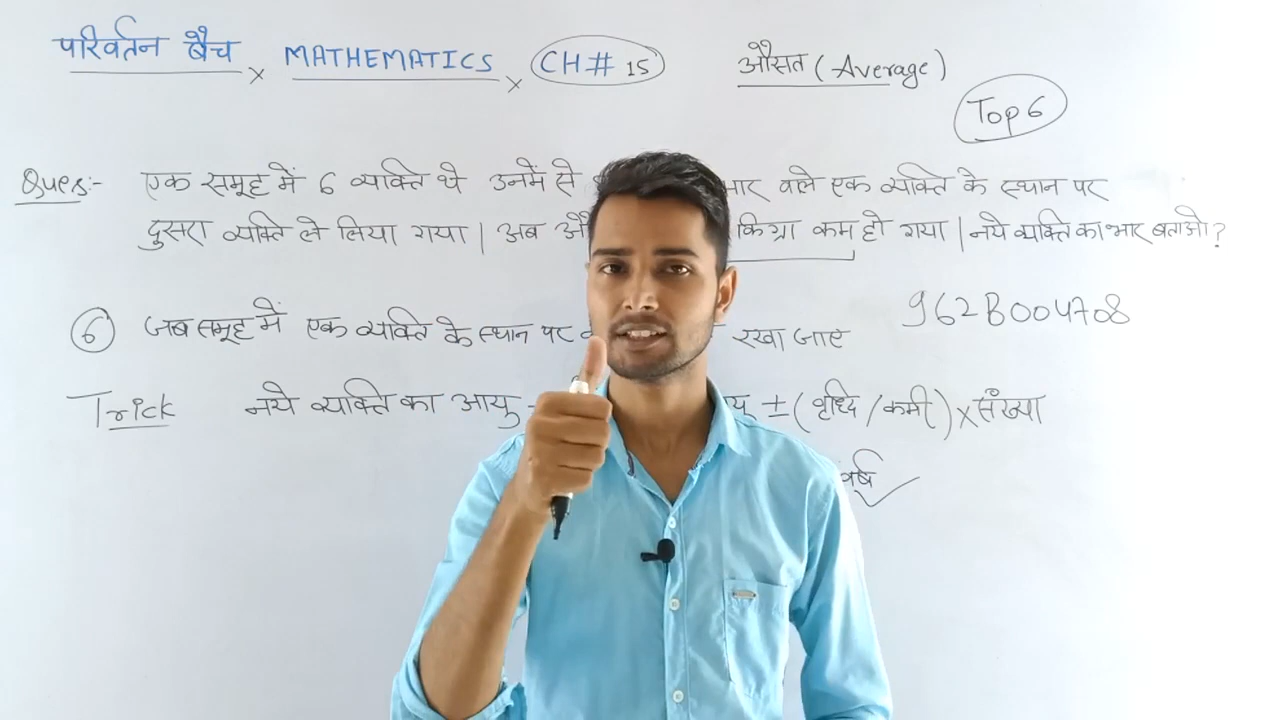 परिवर्तन बैच × MATHEMATICS × CH# 15 औसत (Average)
Top 6
Ques:- एक समूह में 6 व्यक्ति थे उनमें से भार वाले एक व्यक्ति के स्थान पर
दुसरा व्यक्ति ले लिया गया | अब किग्रा कम हो गया | नये व्यक्ति का भार बताओ ?
6 जब समूह में एक व्यक्ति के स्थान पर रखा जाए
962B004708
Trick नये व्यक्ति का आयु ± (वृध्दि / कमी) × संख्या
वर्ष